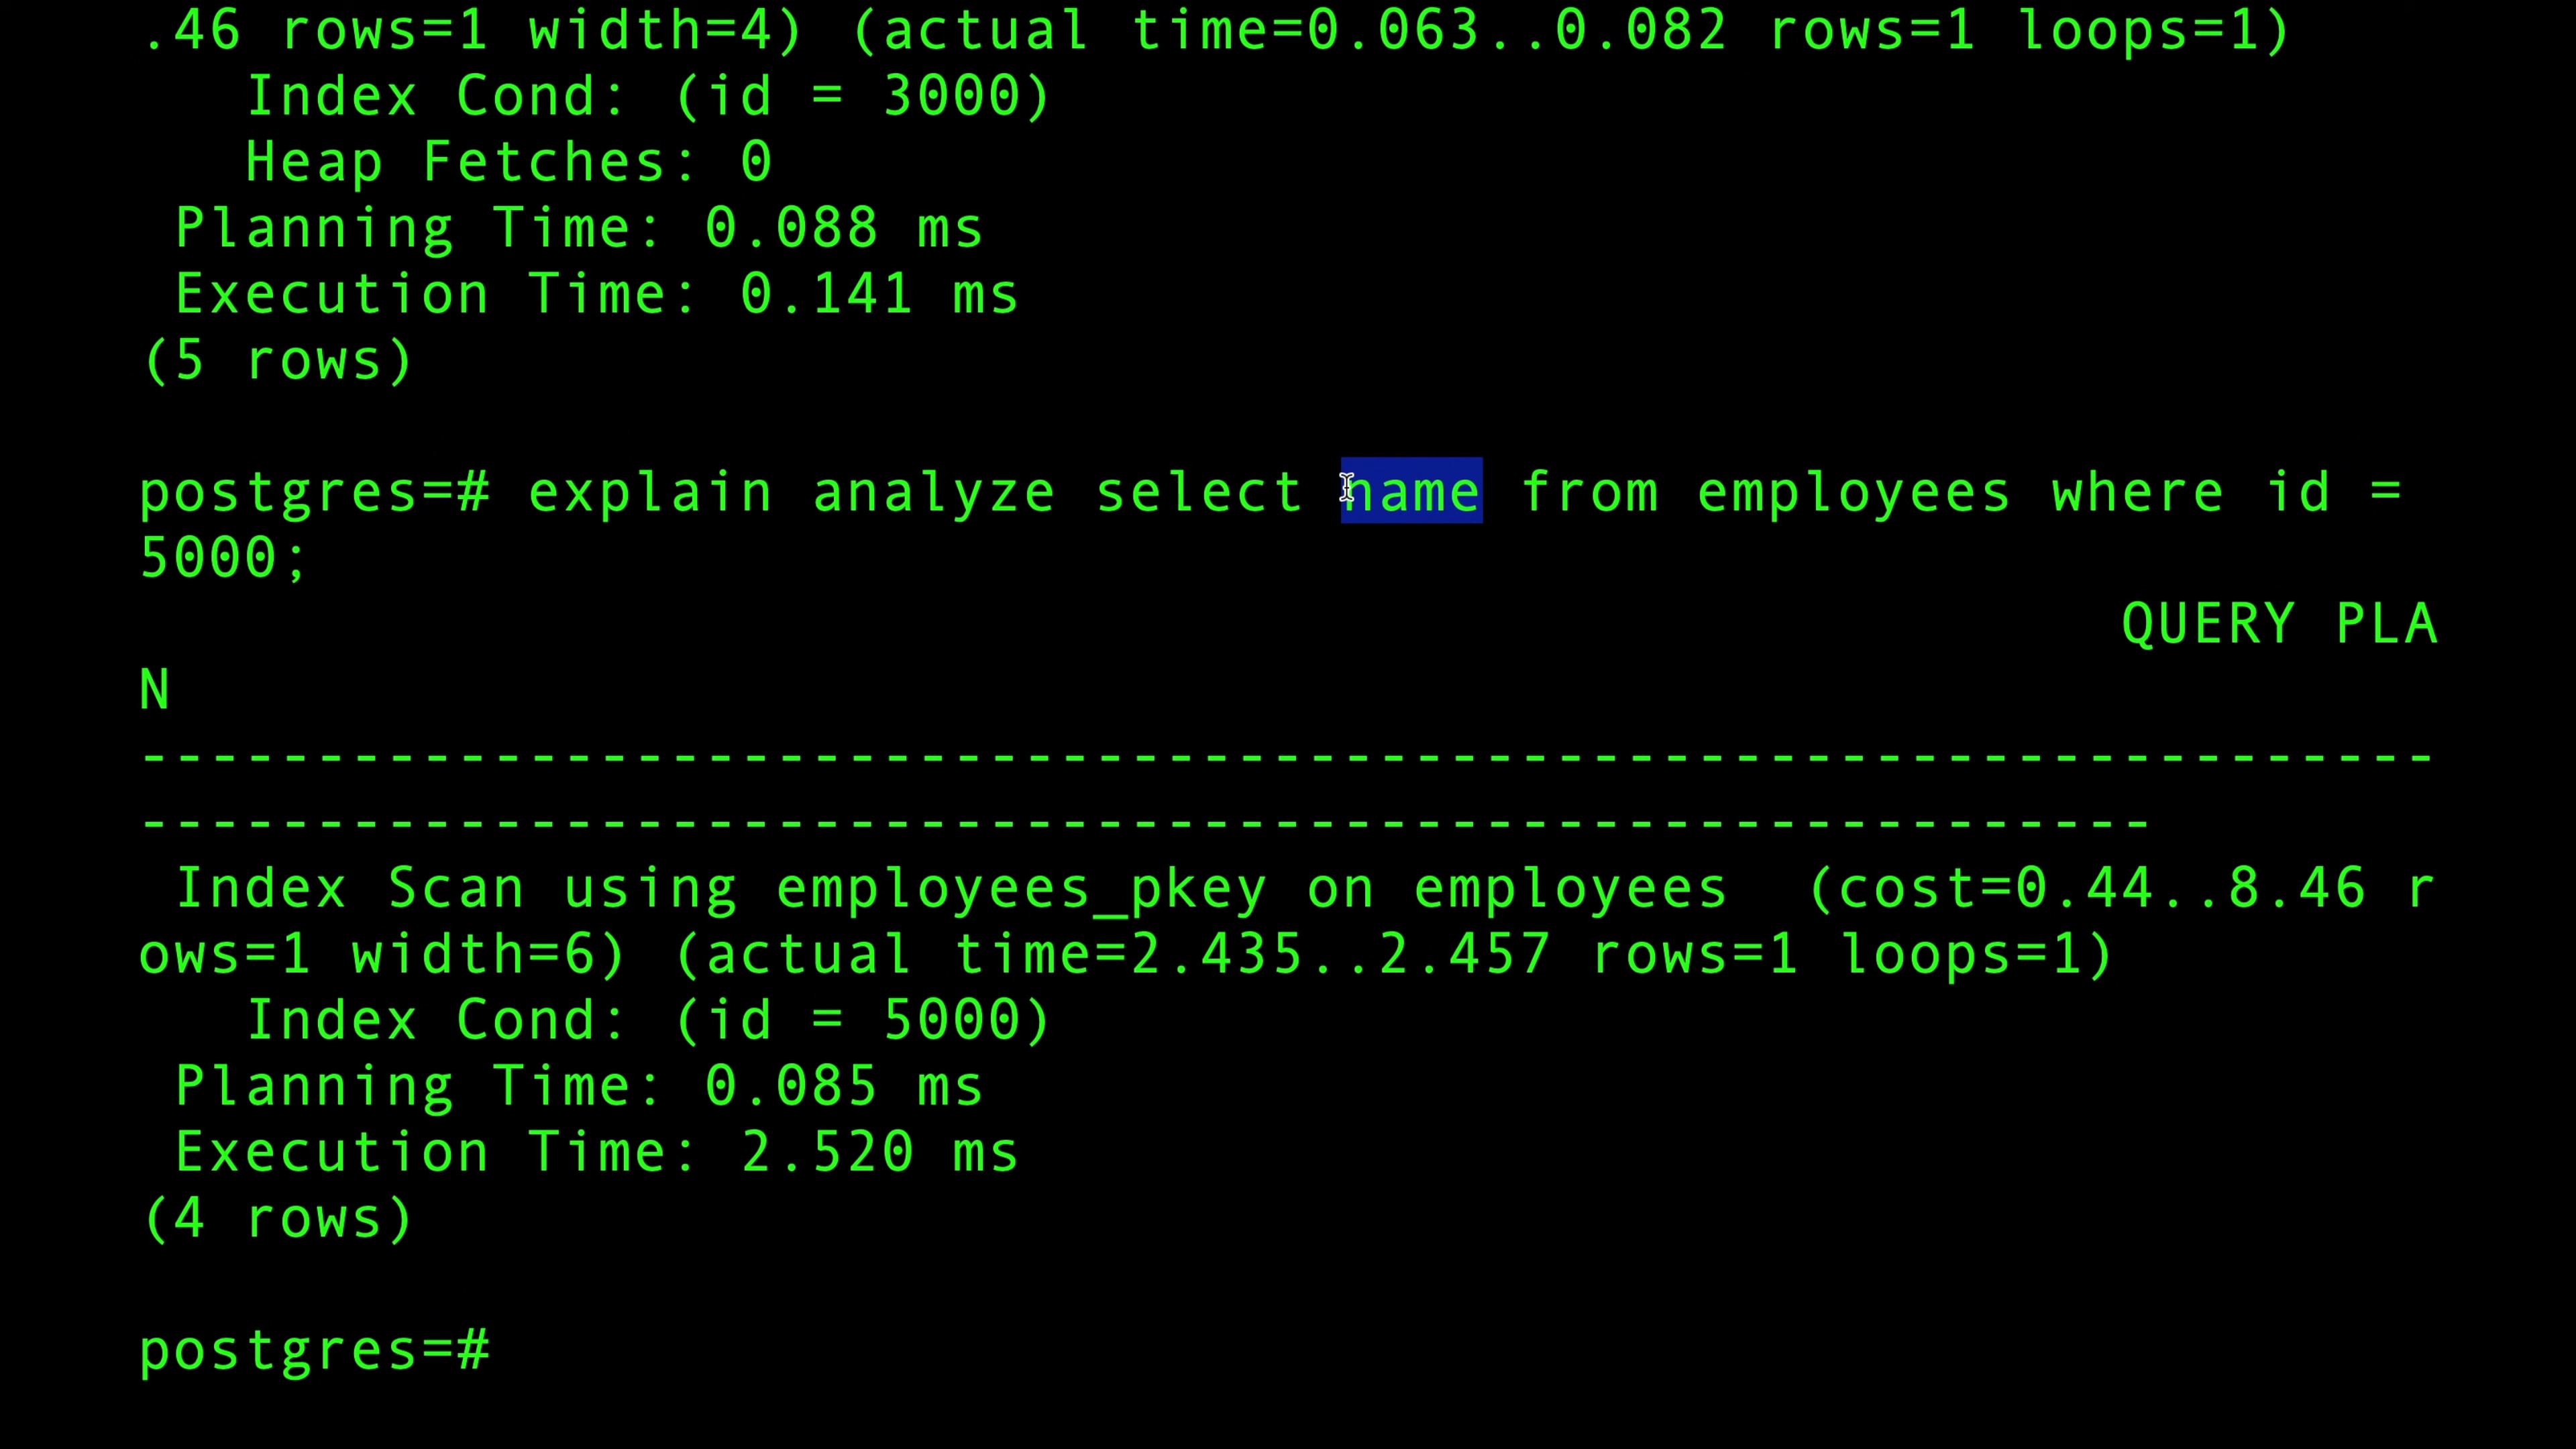 .46 rows=1 width=4) (actual time=0.063..0.082 rows=1 loops=1)
   Index Cond: (id = 3000)
   Heap Fetches: 0
 Planning Time: 0.088 ms
 Execution Time: 0.141 ms
(5 rows)

postgres=# explain analyze select name from employees where id =
5000;
                                                        QUERY PLA
N
-----------------------------------------------------------------
---------------------------------------------------------
 Index Scan using employees_pkey on employees  (cost=0.44..8.46 r
ows=1 width=6) (actual time=2.435..2.457 rows=1 loops=1)
   Index Cond: (id = 5000)
 Planning Time: 0.085 ms
 Execution Time: 2.520 ms
(4 rows)

postgres=#